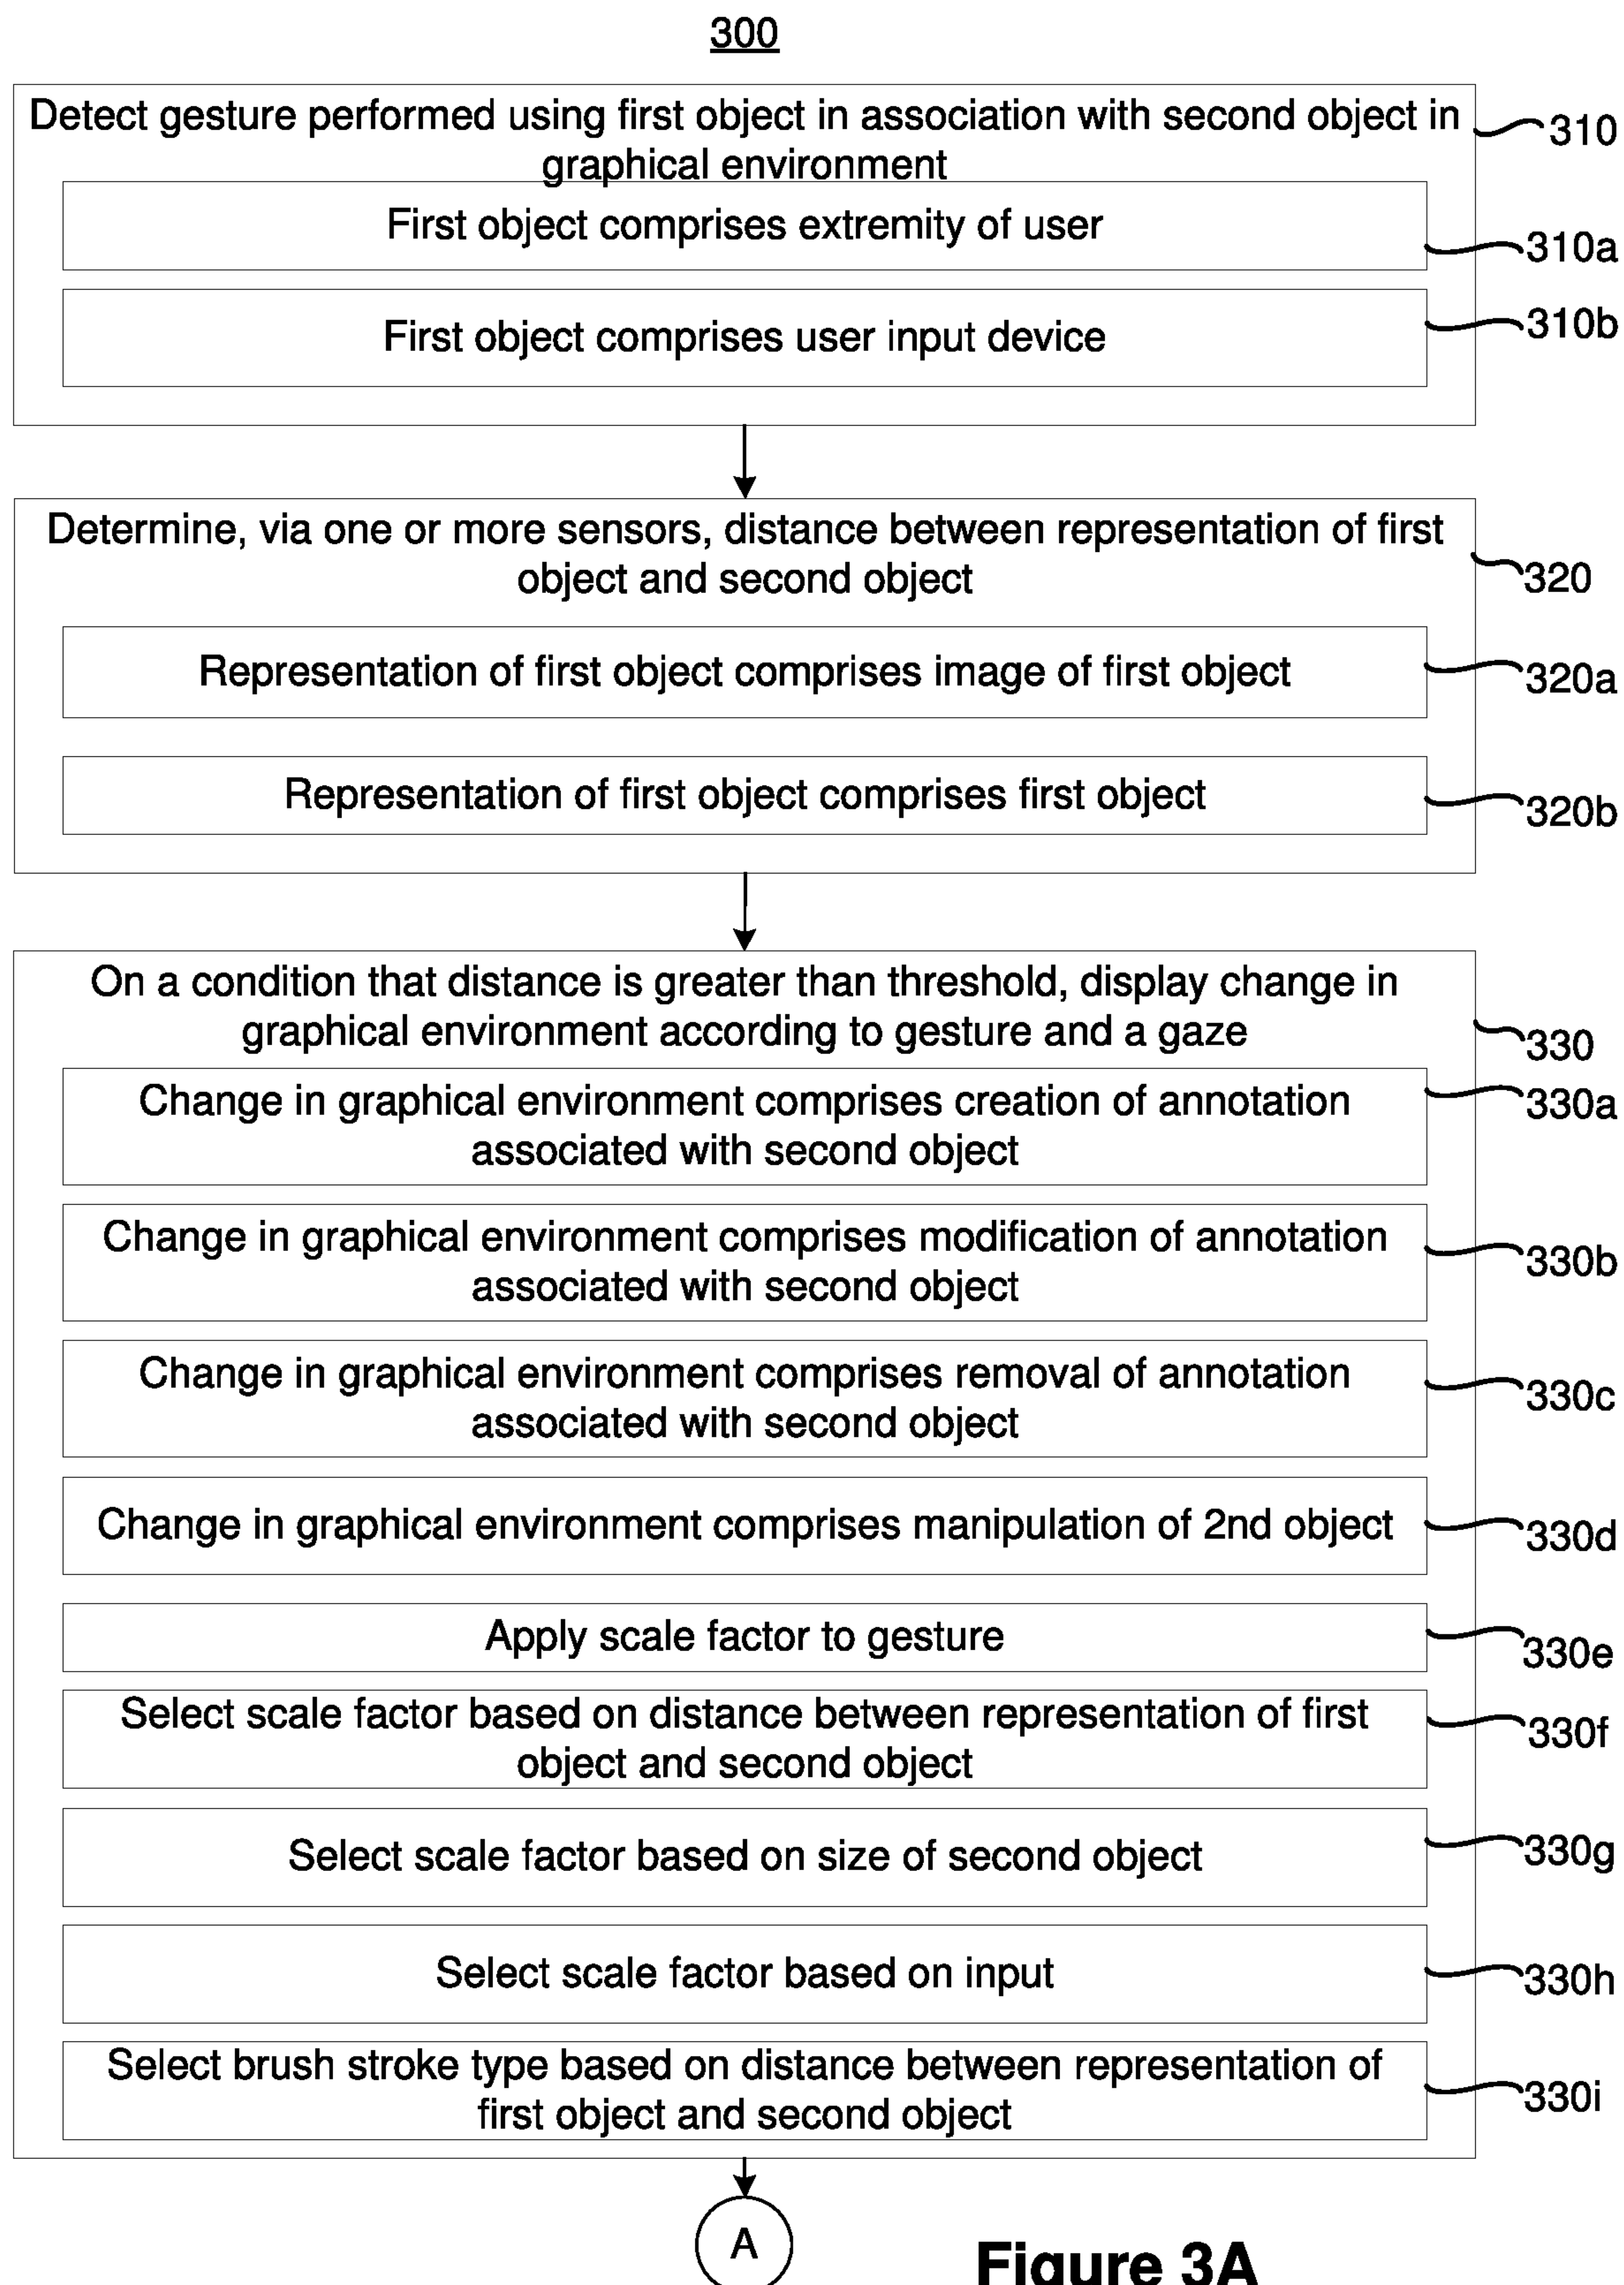 300
Detect gesture performed using first object in association with second object in
graphical environment
310
First object comprises extremity of user
310a
First object comprises user input device
310b
Determine, via one or more sensors, distance between representation of first
object and second object
320
Representation of first object comprises image of first object
320a
Representation of first object comprises first object
320b
On a condition that distance is greater than threshold, display change in
graphical environment according to gesture and a gaze
330
Change in graphical environment comprises creation of annotation
associated with second object
330a
Change in graphical environment comprises modification of annotation
associated with second object
330b
Change in graphical environment comprises removal of annotation
associated with second object
330c
Change in graphical environment comprises manipulation of 2nd object
330d
Apply scale factor to gesture
330e
Select scale factor based on distance between representation of first
object and second object
330f
Select scale factor based on size of second object
330g
Select scale factor based on input
330h
Select brush stroke type based on distance between representation of
first object and second object
330i
A
Figure 3A